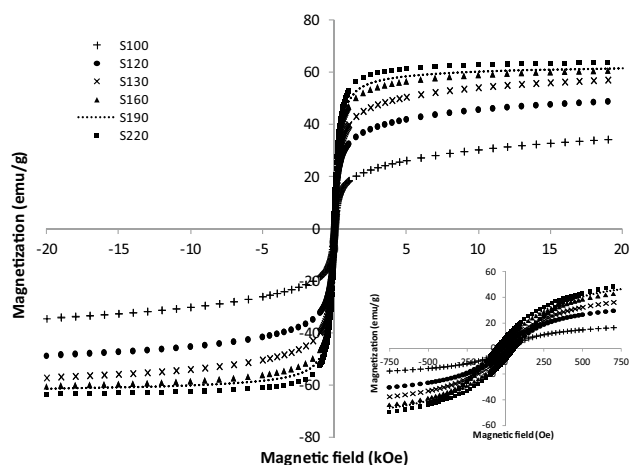 80
60
40
20
0
-20
-40
-60
-80
-20 -15 -10 -5 0 5 10 15 20
Magnetization (emu/g)
Magnetic field (kOe)
S100
S120
S130
S160
S190
S220
60
40
20
0
-20
-40
-60
-750 -500 -250 0 250 500 750
Magnetization (emu/g)
Magnetic field (Oe)